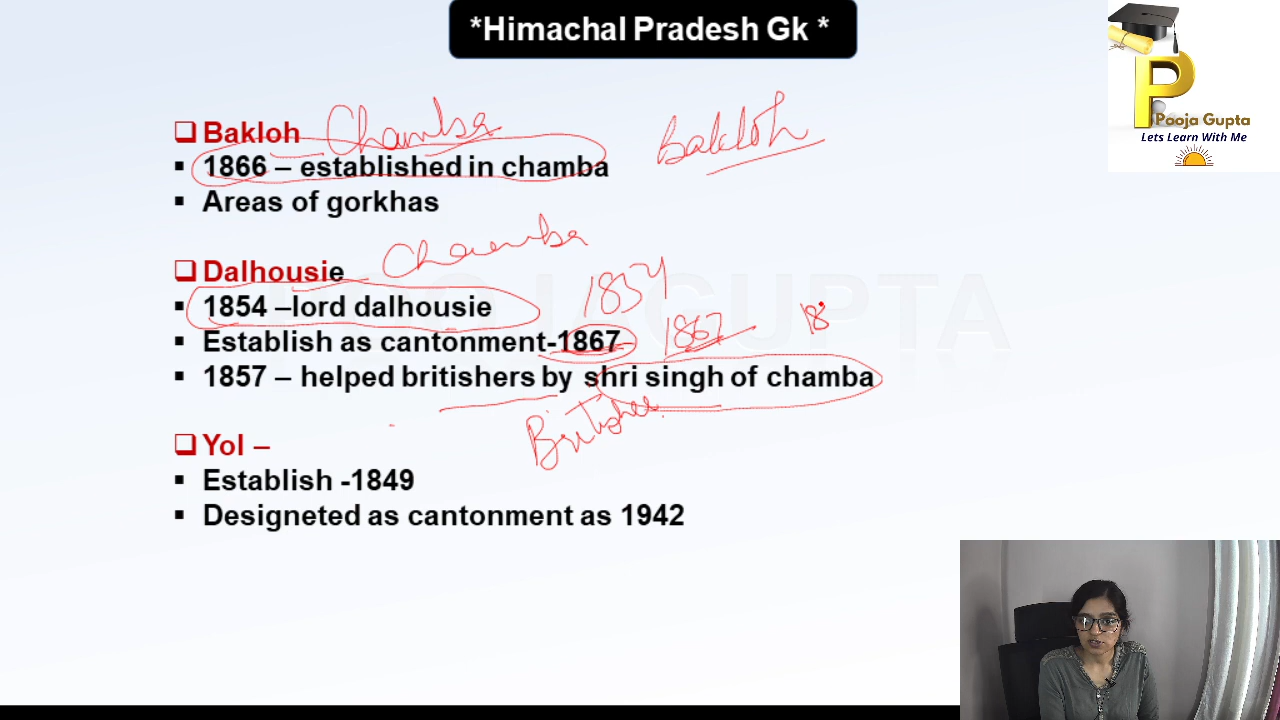 *Himachal Pradesh Gk *
Pooja Gupta
Lets Learn With Me
Bakloh Chamba Bakloh
1866 – established in chamba
Areas of gorkhas
Dalhousie Chamba
1854 –lord dalhousie 1854
Establish as cantonment-1867 1867 18
1857 – helped britishers by shri singh of chamba
Yol –
Establish -1849
Designeted as cantonment as 1942